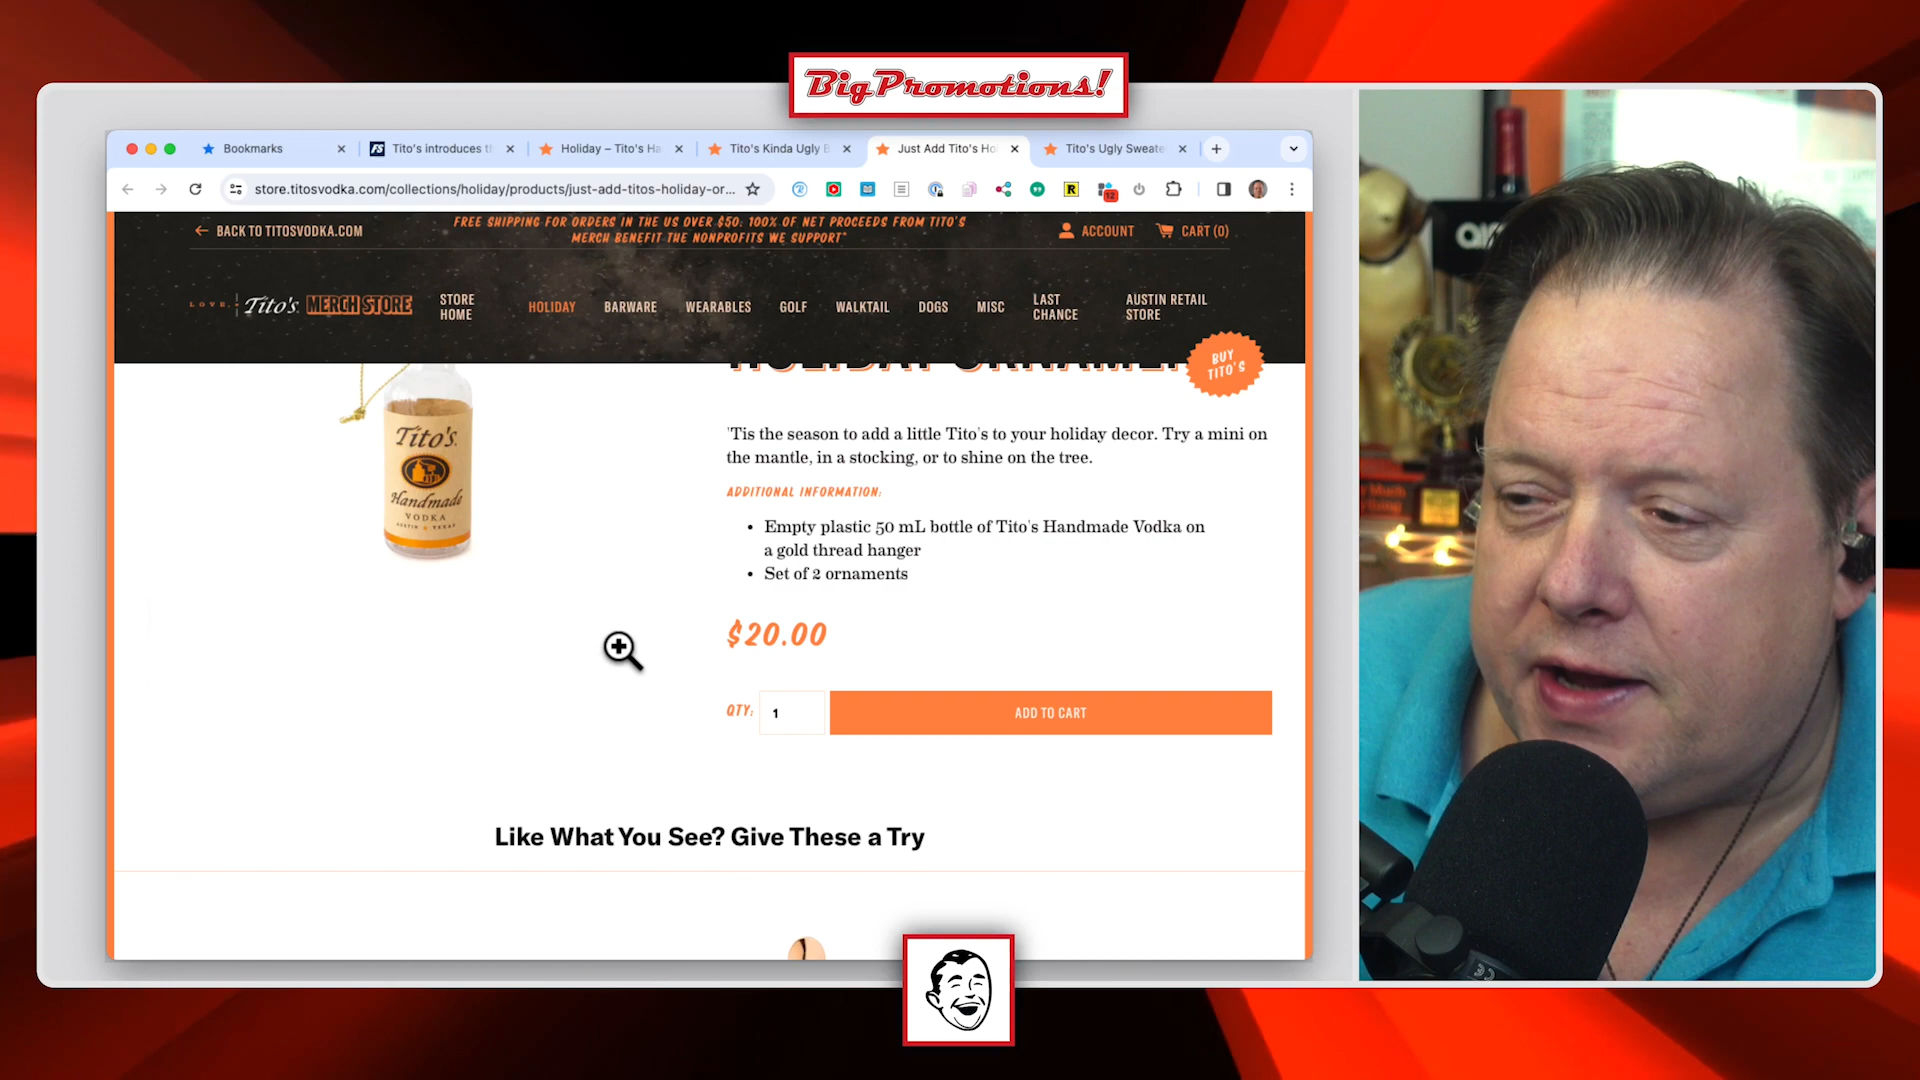 Big Promotions!
Bookmarks
Tito's introduces th
Holiday – Tito's Ha
Tito's Kinda Ugly B
Just Add Tito's Ho
Tito's Ugly Sweate
store.titosvodka.com/collections/holiday/products/just-add-titos-holiday-or...
R
12
BACK TO TITOSVODKA.COM
FREE SHIPPING FOR ORDERS IN THE US OVER $50; 100% OF NET PROCEEDS FROM TITO'S
MERCH BENEFIT THE NONPROFITS WE SUPPORT*
ACCOUNT
CART (0)
LOVE, Tito's MERCH STORE
STORE
HOME
HOLIDAY
BARWARE
WEARABLES
GOLF
WALKTAIL
DOGS
MISC
LAST
CHANCE
AUSTIN RETAIL
STORE
BUY
TITO'S
Tito's
Handmade
VODKA
AUSTIN TEXAS
'Tis the season to add a little Tito's to your holiday decor. Try a mini on
the mantle, in a stocking, or to shine on the tree.
ADDITIONAL INFORMATION:
• Empty plastic 50 mL bottle of Tito's Handmade Vodka on
a gold thread hanger
• Set of 2 ornaments
$20.00
QTY: 1
ADD TO CART
Like What You See? Give These a Try